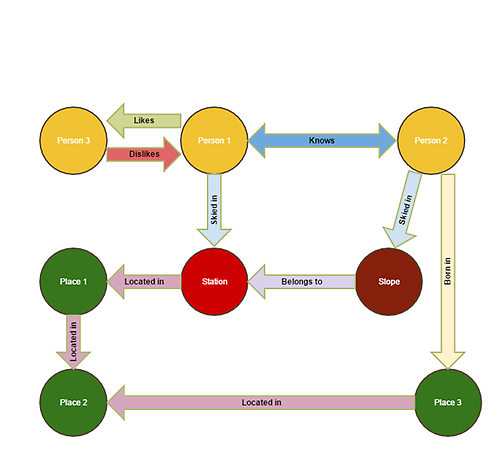 Likes
Person 3
Person 1
Person 2
Knows
Dislikes
Skied in
Skied in
Born in
Place 1
Located in
Station
Belongs to
Slope
Located in
Place 2
Located in
Place 3